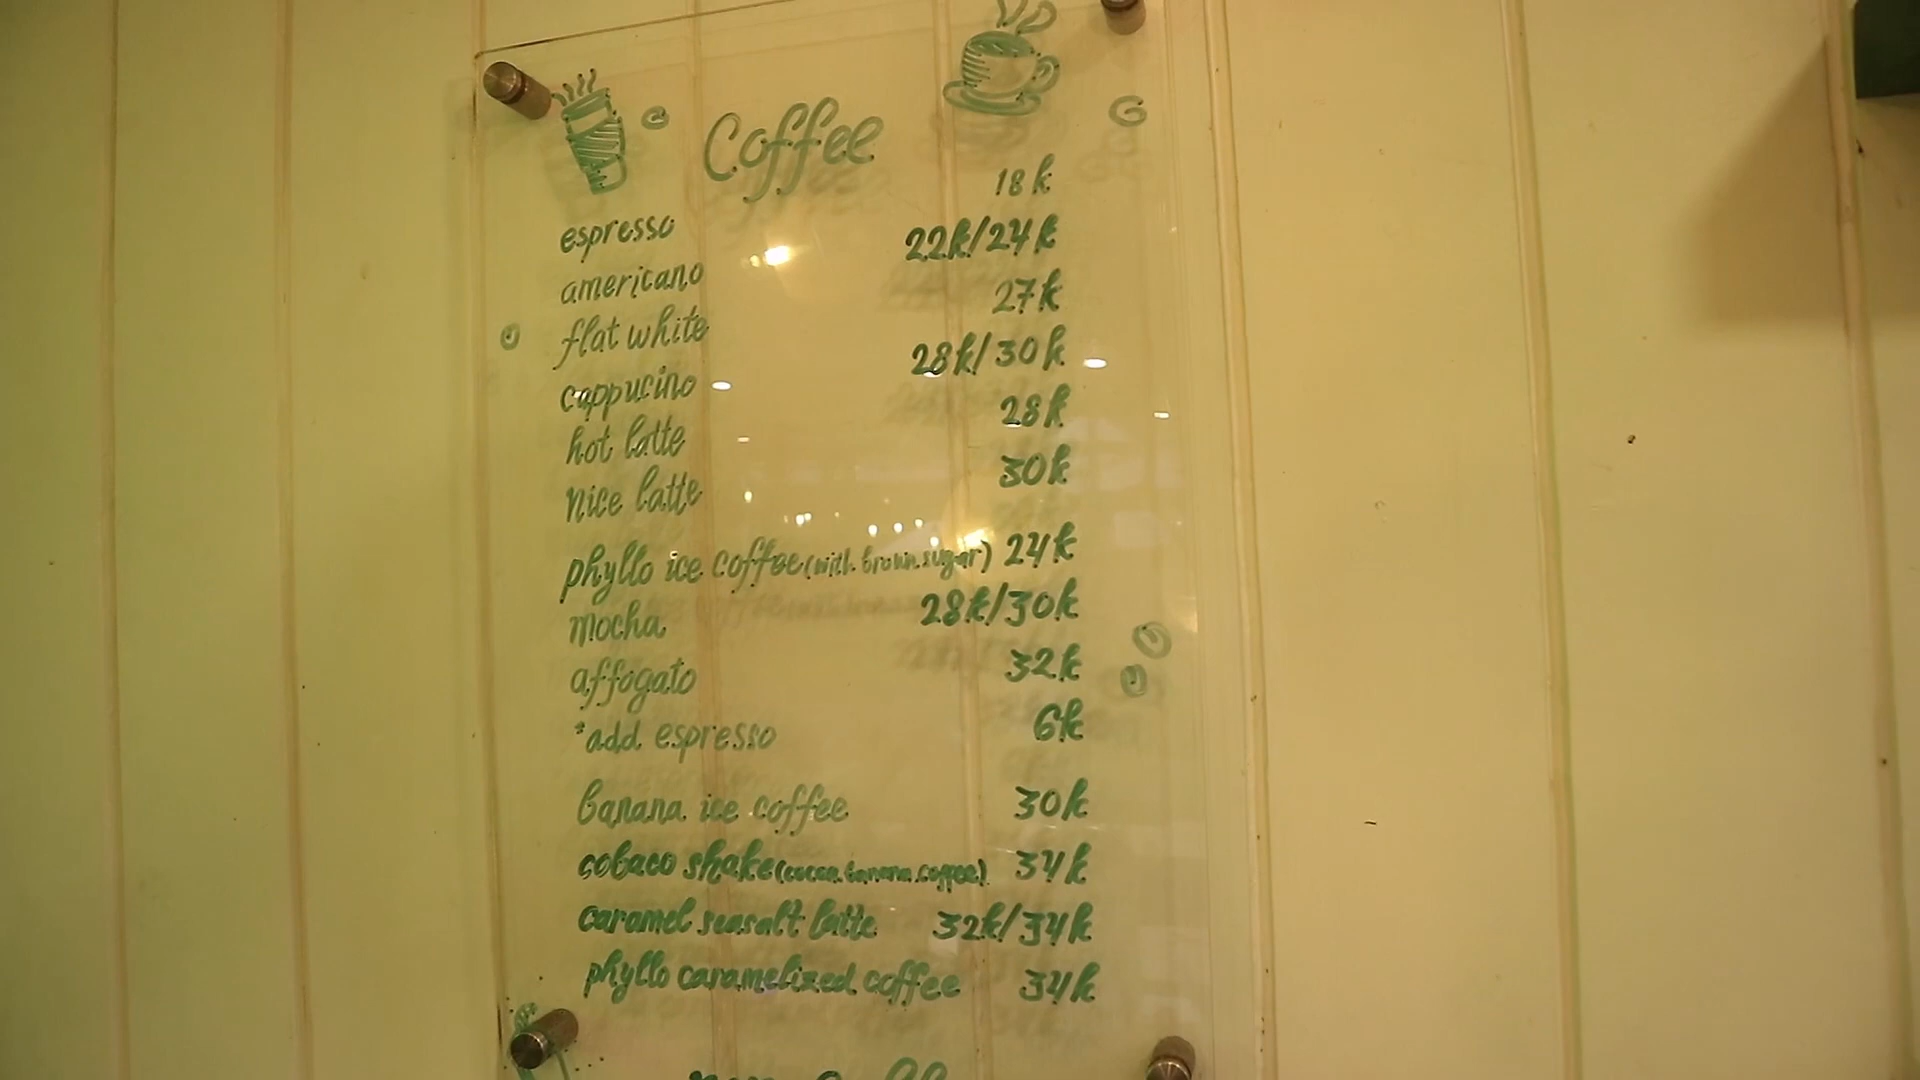 Coffee
espresso 18k
americano 22k/24k
flat white 27k
cappucino 28k/30k
hot latte 28k
nice latte 30k
phyllo ice coffee (with brown sugar) 24k
mocha 28k/30k
affogato 32k
*add espresso 6k
banana ice coffee 30k
cobaco shake (cocoa.banana.coffee) 34k
caramel seasalt latte 32k/34k
phyllo caramelized coffee 34k